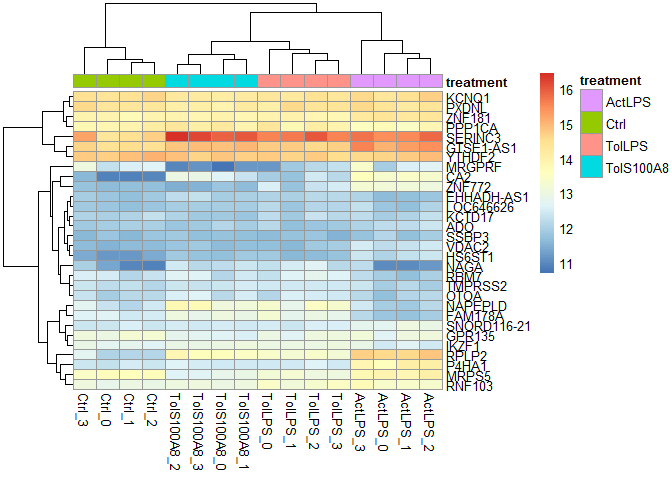 treatment
KCNQ1
PXDNL
ZNF181
PPP1CA
SERINC3
GTSE1-AS1
YTHDF2
MRGPRF
CA2
ZNF772
EHHADH-AS1
LOC646626
KCTD17
ADO
SSBP3
VDAC2
HS6ST1
NAGA
RBM7
TMPRSS2
OTOA
NAPEPLD
FAM178A
SNORD116-21
GPR135
IKZF1
RPLP2
P4HA1
MRPS5
RNF103
Ctrl_3
Ctrl_0
Ctrl_1
Ctrl_2
TolS100A8_2
TolS100A8_3
TolS100A8_0
TolS100A8_1
TolLPS_0
TolLPS_1
TolLPS_2
TolLPS_3
ActLPS_3
ActLPS_0
ActLPS_1
ActLPS_2
16
15
14
13
12
11
treatment
ActLPS
Ctrl
TolLPS
TolS100A8